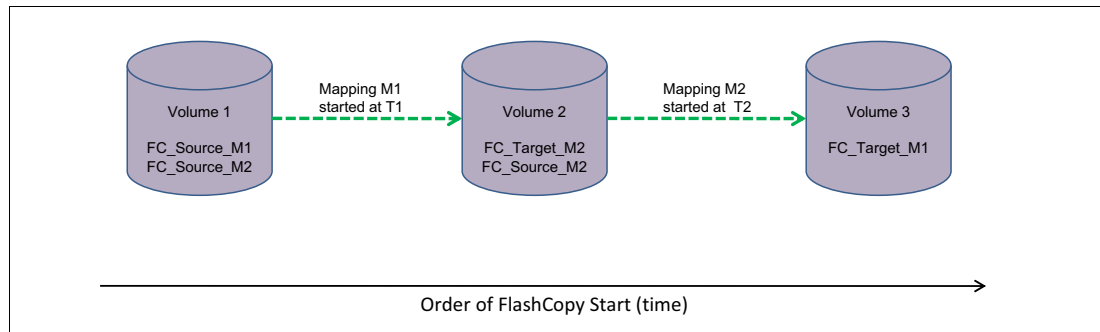 Volume 1
FC_Source_M1
FC_Source_M2
Mapping M1
started at T1
Volume 2
FC_Target_M2
FC_Source_M2
Mapping M2
started at T2
Volume 3
FC_Target_M1
Order of FlashCopy Start (time)